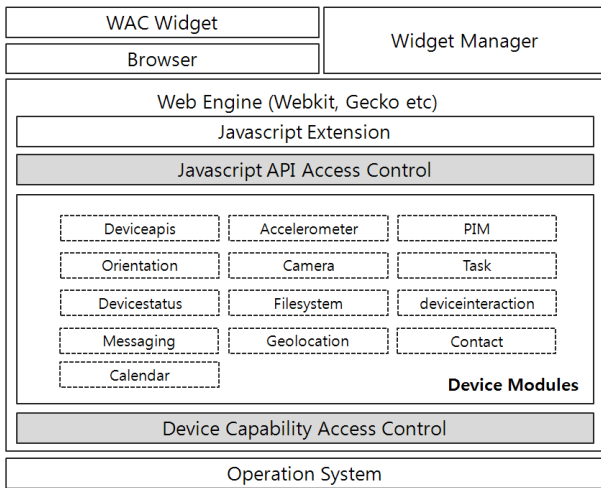 WAC Widget
Browser
Widget Manager
Web Engine (Webkit, Gecko etc)
Javascript Extension
Javascript API Access Control
Deviceapis
Accelerometer
PIM
Orientation
Camera
Task
Devicestatus
Filesystem
deviceinteraction
Messaging
Geolocation
Contact
Calendar
Device Modules
Device Capability Access Control
Operation System